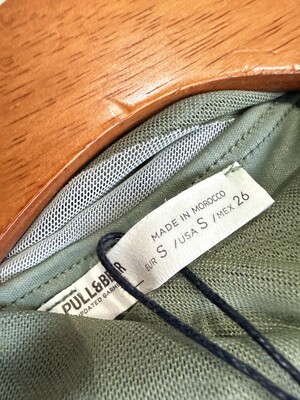 MADE IN MOROCCO
EUR S / USA S / MEX 26
PULL&BEAR